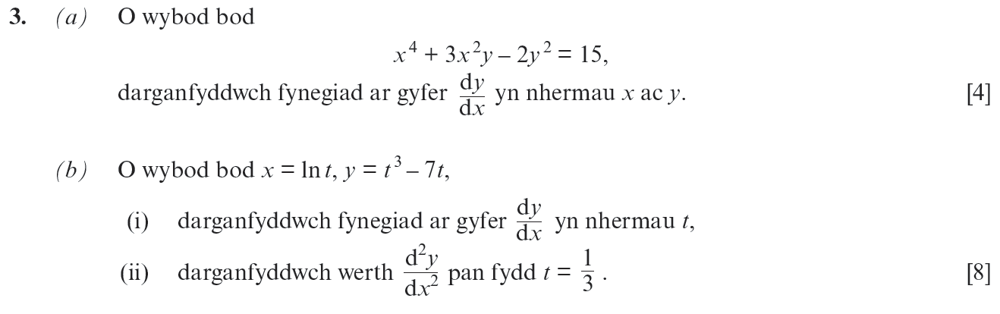 3. (a) O wybod bod
x⁴ + 3x²y – 2y² = 15,
darganfyddwch fynegiad ar gyfer dy/dx yn nhermau x ac y. [4]
(b) O wybod bod x = ln t, y = t³ – 7t,
(i) darganfyddwch fynegiad ar gyfer dy/dx yn nhermau t,
(ii) darganfyddwch werth d²y/dx² pan fydd t = 1/3 . [8]